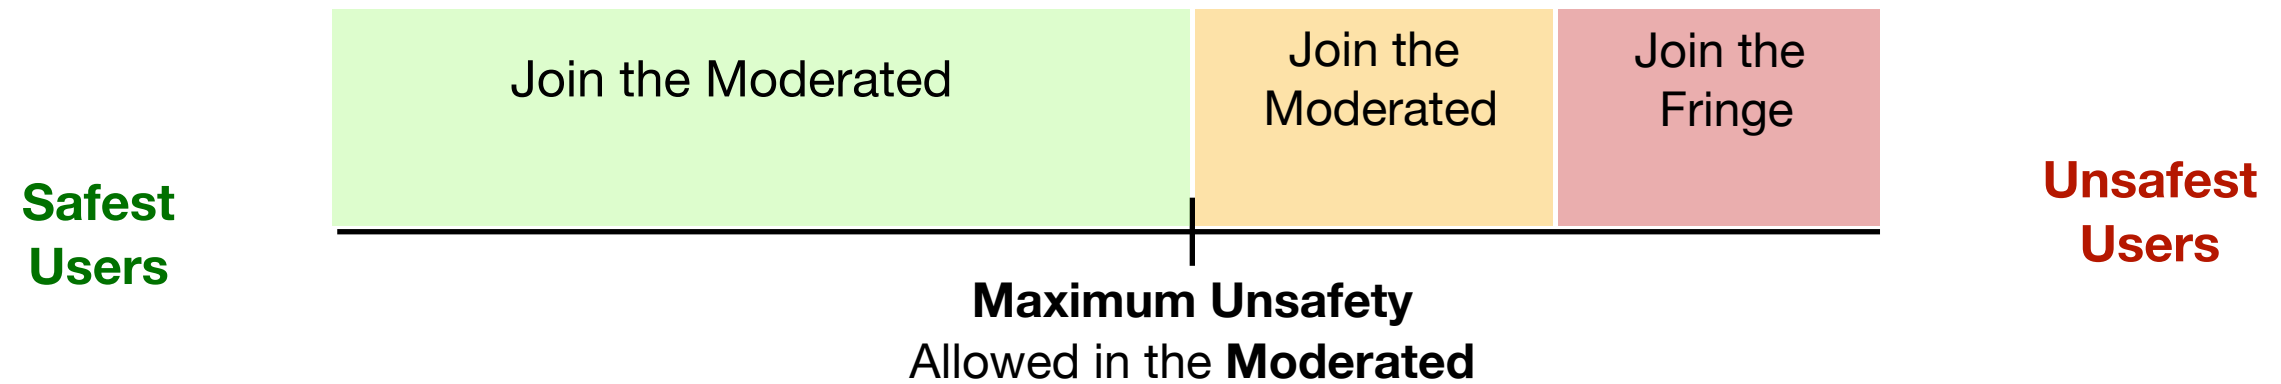 Join the Moderated
Join the
Moderated
Join the
Fringe
Safest
Users
Unsafest
Users
Maximum Unsafety
Allowed in the Moderated